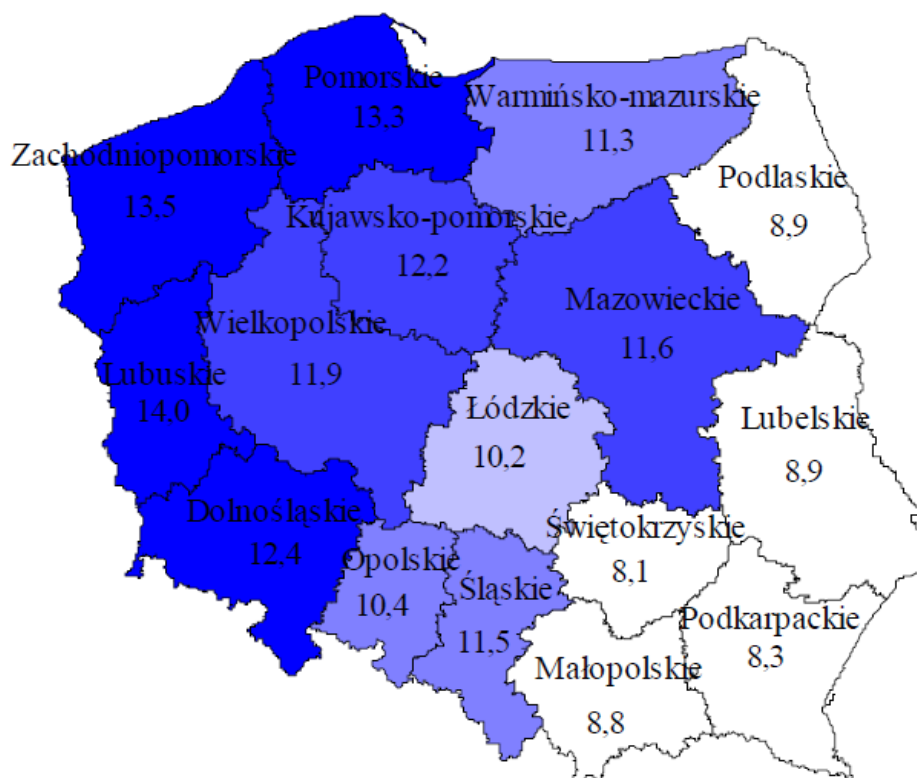 Pomorskie
13,3
Warmińsko-mazurskie
11,3
Zachodniopomorskie
13,5
Podlaskie
8,9
Kujawsko-pomorskie
12,2
Mazowieckie
11,6
Wielkopolskie
11,9
Lubuskie
14,0
Łódzkie
10,2
Lubelskie
8,9
Dolnośląskie
12,4
Świętokrzyskie
8,1
Opolskie
10,4
Śląskie
11,5
Podkarpackie
8,3
Małopolskie
8,8